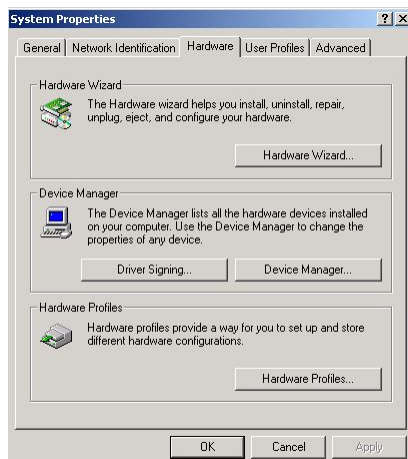 System Properties
? ×
General Network Identification Hardware User Profiles Advanced
Hardware Wizard
The Hardware wizard helps you install, uninstall, repair,
unplug, eject, and configure your hardware.
Hardware Wizard...
Device Manager
The Device Manager lists all the hardware devices installed
on your computer. Use the Device Manager to change the
properties of any device.
Driver Signing... Device Manager...
Hardware Profiles
Hardware profiles provide a way for you to set up and store
different hardware configurations.
Hardware Profiles...
OK Cancel Apply